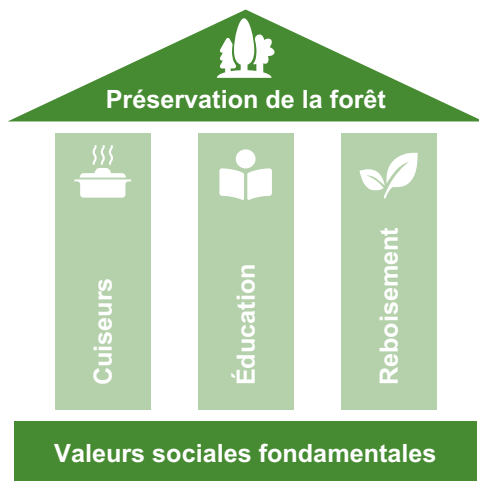 Préservation de la forêt
Cuiseurs
Éducation
Reboisement
Valeurs sociales fondamentales